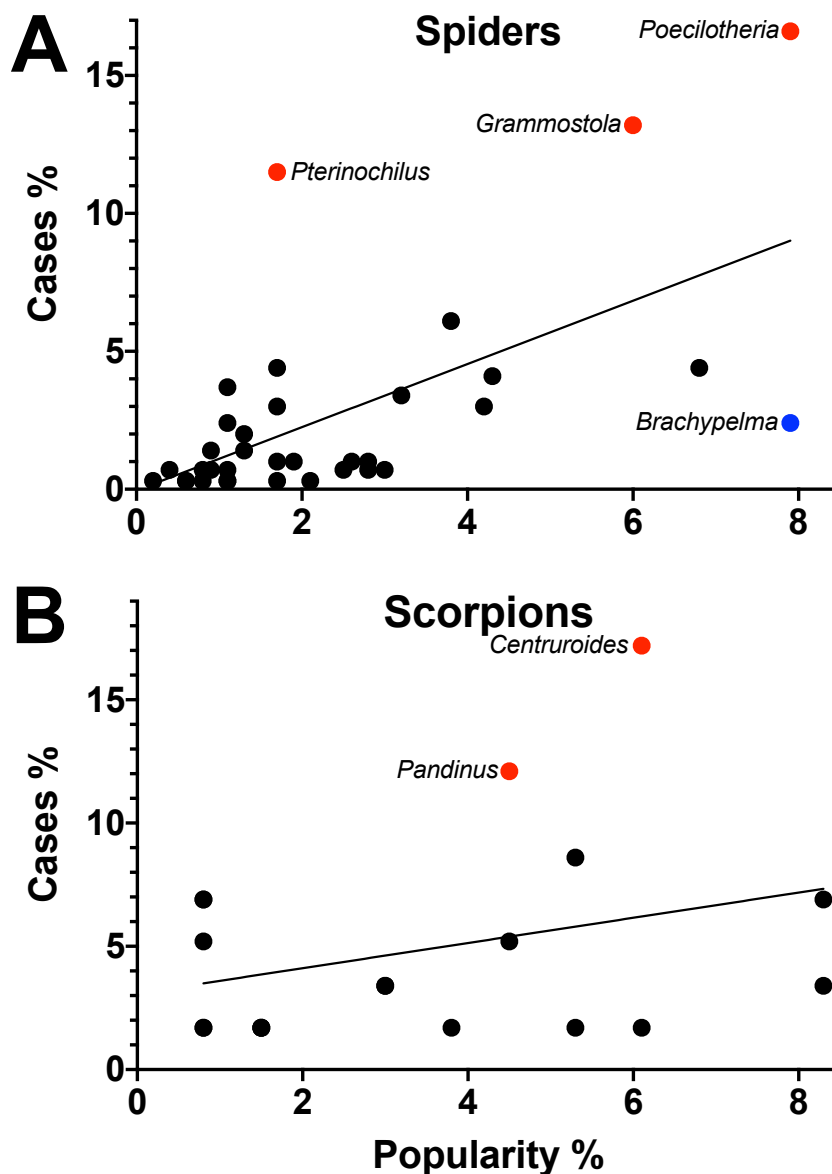 A
Spiders
Poecilotheria
Grammostola
Pterinochilus
Brachypelma
Cases %
15
10
5
0
0 2 4 6 8
B
Scorpions
Centruroides
Pandinus
Cases %
15
10
5
0
0 2 4 6 8
Popularity %